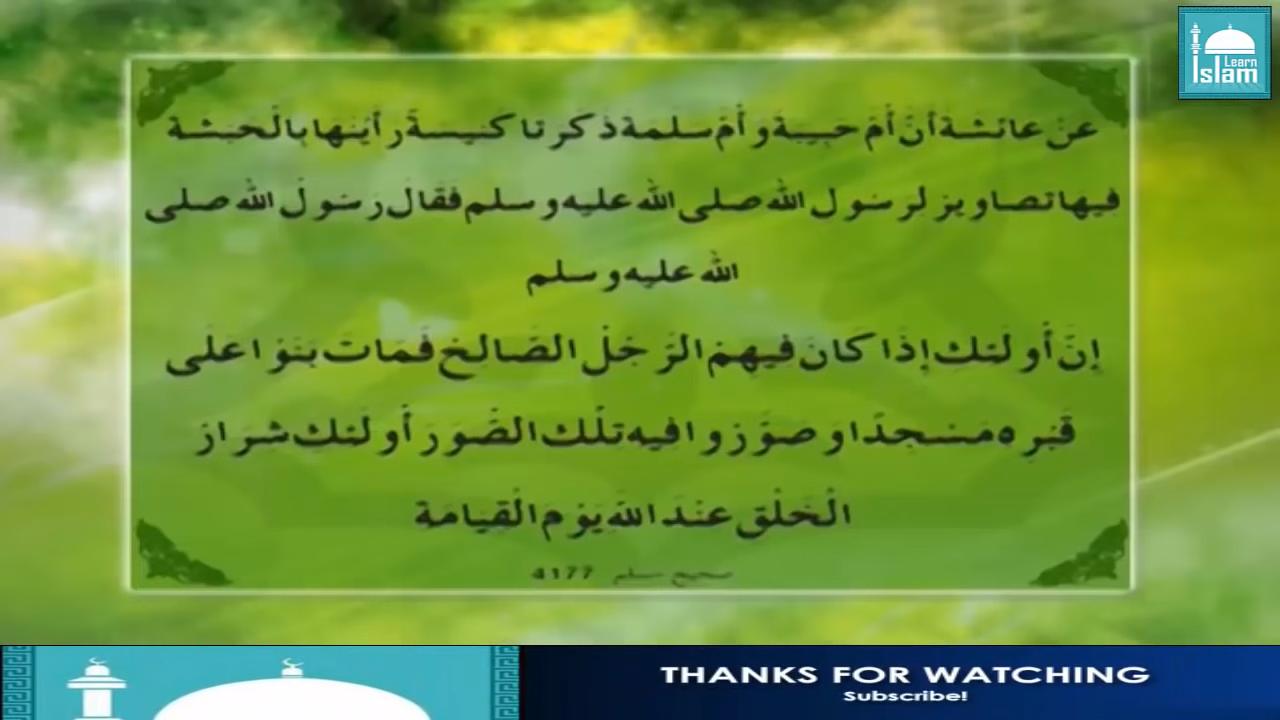 Learn
Islam
عن عائشة أن أم حبيبة وأم سلمة ذكرتا كنيسة رأينها بالحبشة
فيها تصاوير لرسول الله صلى الله عليه وسلم فقال رسول الله صلى
الله عليه وسلم
إن أولئك إذا كان فيهم الرجل الصالح فمات بنوا على
قبره مسجدا وصوروا فيه تلك الصور أولئك شرار
الخلق عند الله يوم القيامة
صحيح مسلم 4177
THANKS FOR WATCHING
Subscribe!